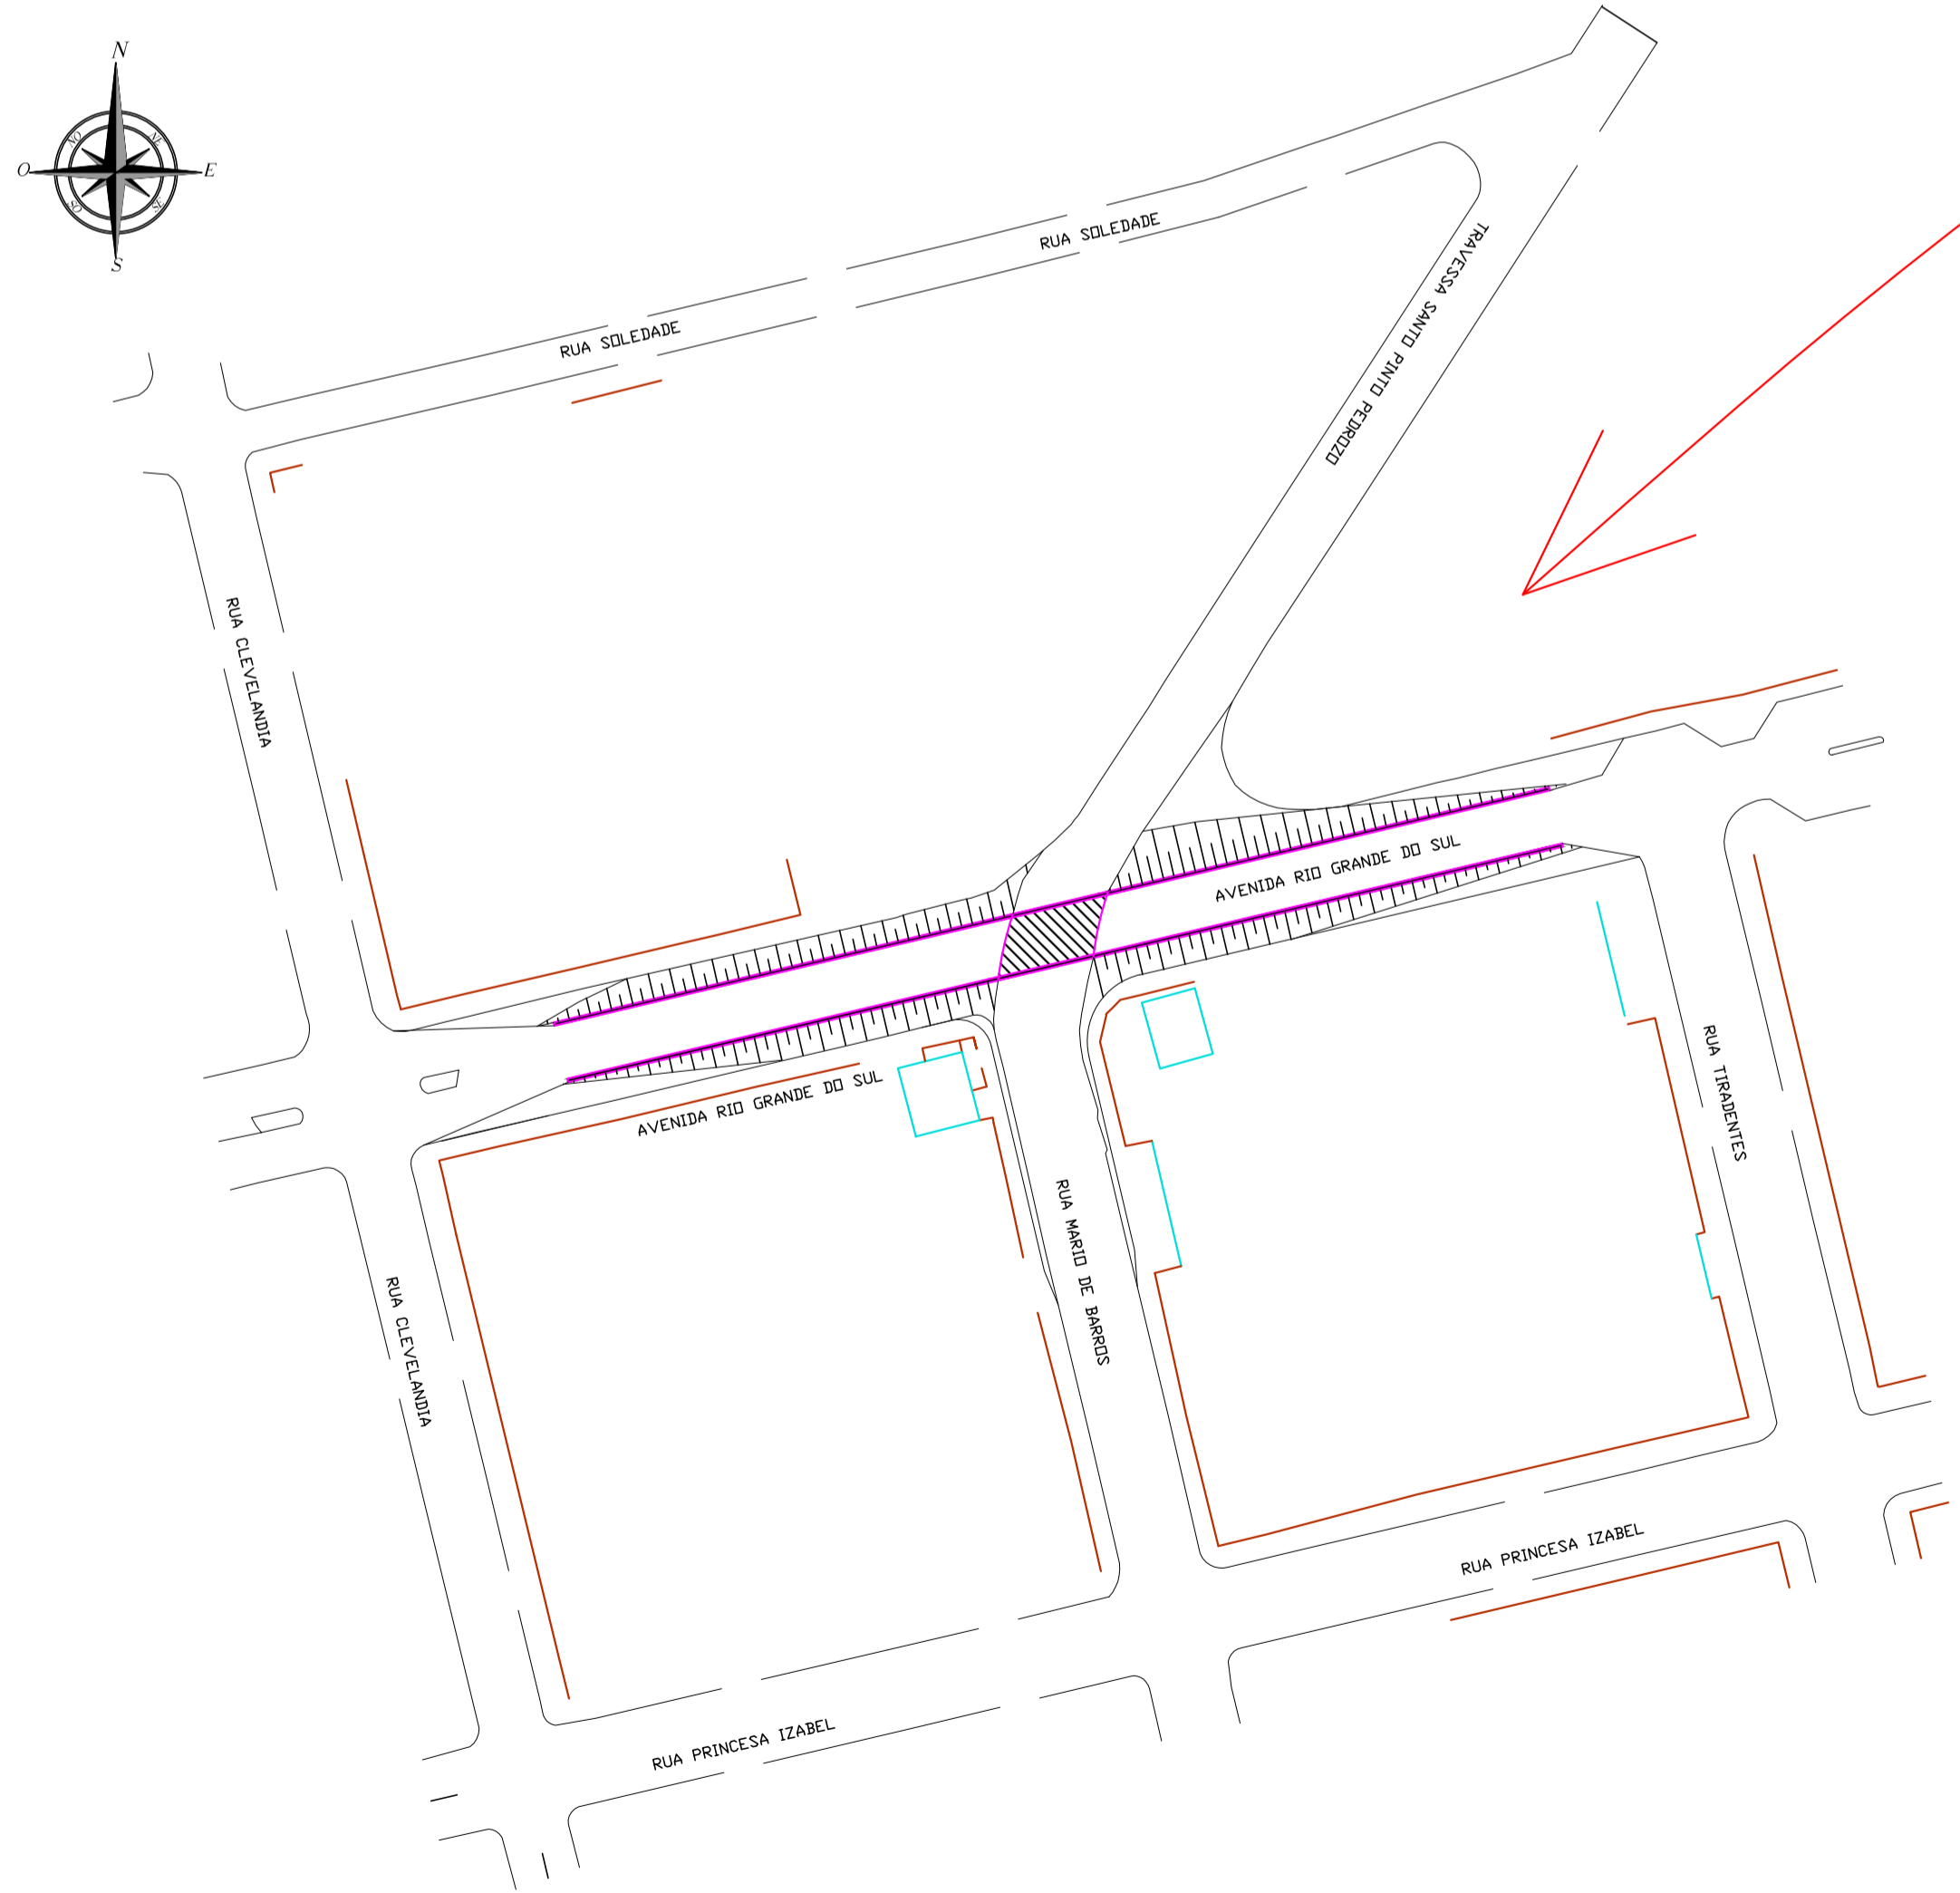 N
NO
NE
O
E
SO
SE
S
RUA SOLEDADE
RUA SOLEDADE
TRAVESSA SANTO PINTO PEDROZO
RUA CLEVELANDIA
AVENIDA RIO GRANDE DO SUL
AVENIDA RIO GRANDE DO SUL
RUA TIRADENTES
RUA MARIO DE BARROS
RUA CLEVELANDIA
RUA PRINCESA IZABEL
RUA PRINCESA IZABEL